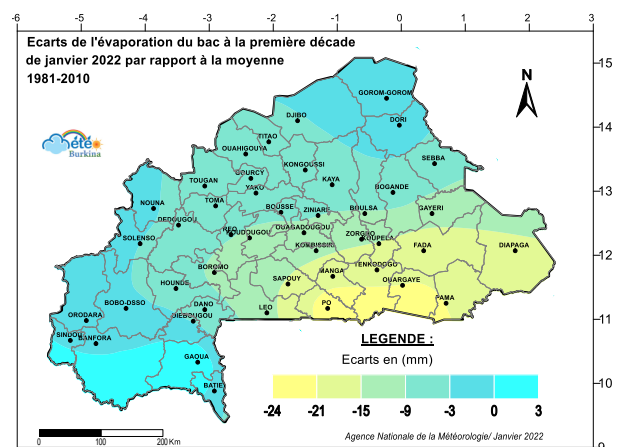 -6 -5 -4 -3 -2 -1 0 1 2 3
Ecarts de l'évaporation du bac à la première décade
de janvier 2022 par rapport à la moyenne
1981-2010
Météo
Burkina
N
15
14
13
12
11
10
9
GOROM-GOROM
DJIBO
DORI
TITAO
OUAHIGOUYA
KONGOUSSI
SEBBA
GOURCY
TOUGAN
YAKO
KAYA
BOGANDE
NOUNA
TOMA
BOUSSE
ZINIARE
BOULSA
GAYERI
DEDOUGOU
REO
KOUDOUGOU
OUAGADOUGOU
ZORGHO
KOUPELA
SOLENSO
KOMBISSIRI
FADA
DIAPAGA
BOROMO
MANGA
TENKODOGO
HOUNDE
SAPOUY
OUARGAYE
BOBO-DSSO
DANO
LEO
PO
PAMA
ORODARA
DIEBOUGOU
SINDOU
BANFORA
GAOUA
BATIE
LEGENDE :
Ecarts en (mm)
-24 -21 -15 -9 -3 0 3
0 100 200 Km
Agence Nationale de la Météorologie/ Janvier 2022